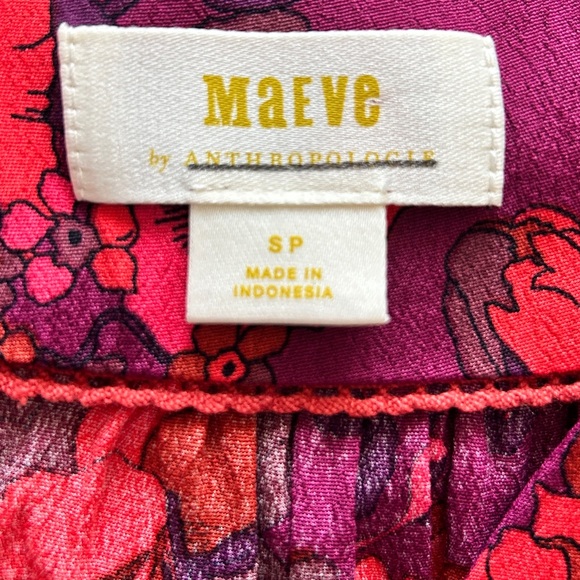 MaEVe
by ANTHROPOLOGIE
SP
MADE IN
INDONESIA